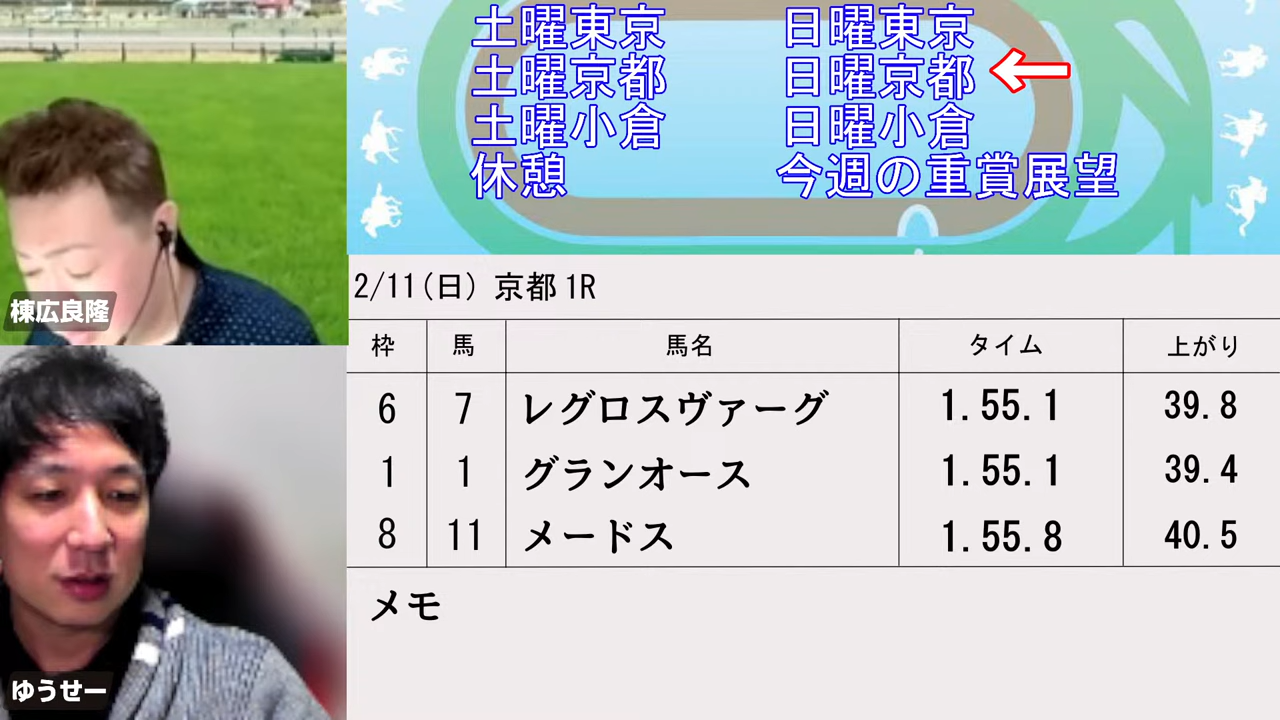 土曜東京 日曜東京
土曜京都 日曜京都
土曜小倉 日曜小倉
休憩 今週の重賞展望
棟広良隆
2/11(日) 京都 1R
枠 馬 馬名 タイム 上がり
6 7 レグロスヴァーグ 1.55.1 39.8
1 1 グランオース 1.55.1 39.4
8 11 メードス 1.55.8 40.5
メモ
ゆうせー